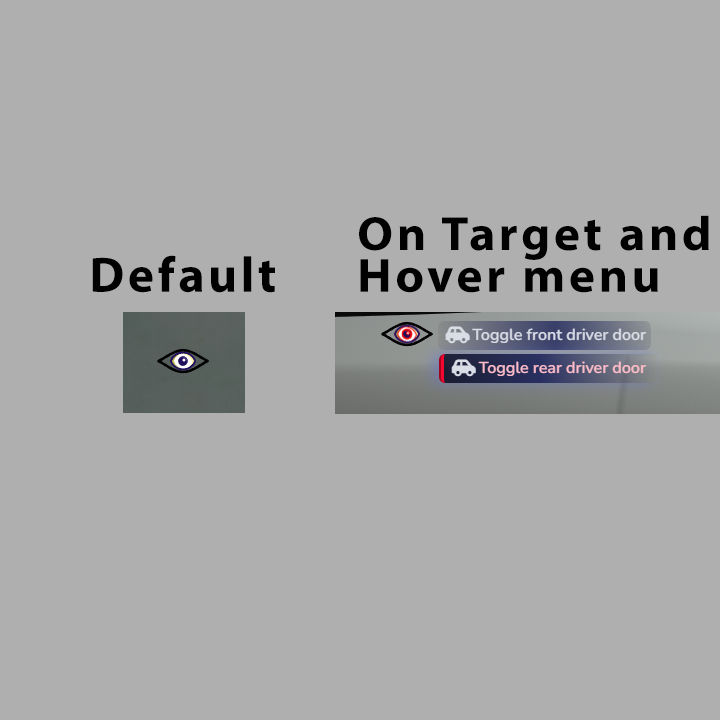 Default
On Target and
Hover menu
Toggle front driver door
Toggle rear driver door